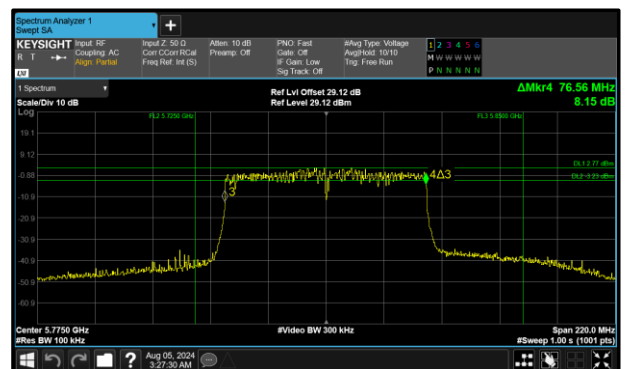 Spectrum Analyzer 1
Swept SA
+
KEYSIGHT
R T
LXI
Input: RF
Coupling: AC
Align: Partial
Input Z: 50 Ω
Corr CCorr RCal
Freq Ref: Int (S)
Atten: 10 dB
Preamp: Off
PNO: Fast
Gate: Off
IF Gain: Low
Sig Track: Off
#Avg Type: Voltage
Avg|Hold: 10/10
Trig: Free Run
1 2 3 4 5 6
M W W W W W
P N N N N N
1 Spectrum
Scale/Div 10 dB
Ref Lvl Offset 29.12 dB
Ref Level 29.12 dBm
ΔMkr4 76.56 MHz
8.15 dB
Log
FL3 5.7250 GHz
FL3 5.8500 GHz
19.1
9.12
DL1 2.77 dBm
-0.88
4Δ3
DL2 -3.23 dBm
3
-10.9
-20.9
-30.9
-40.9
-50.9
-60.9
Center 5.7750 GHz
#Video BW 300 kHz
Span 220.0 MHz
#Res BW 100 kHz
#Sweep 1.00 s (1001 pts)
?
Aug 05, 2024
3:27:30 AM